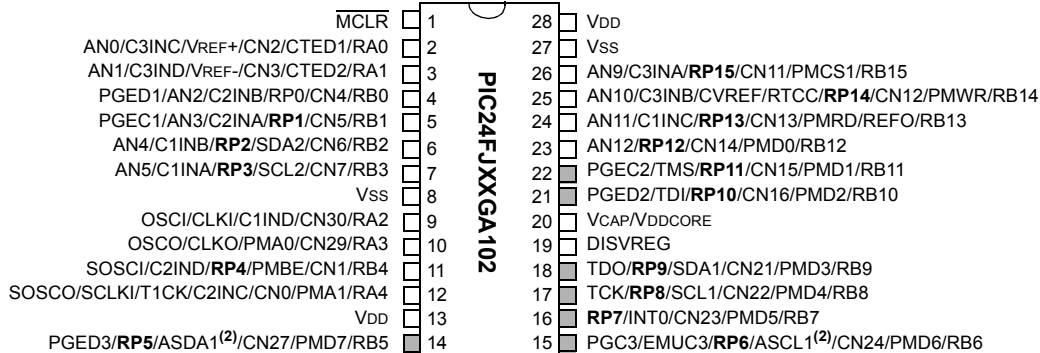 MCLR 1
AN0/C3INC/VREF+/CN2/CTED1/RA0 2
AN1/C3IND/VREF-/CN3/CTED2/RA1 3
PGED1/AN2/C2INB/RP0/CN4/RB0 4
PGEC1/AN3/C2INA/RP1/CN5/RB1 5
AN4/C1INB/RP2/SDA2/CN6/RB2 6
AN5/C1INA/RP3/SCL2/CN7/RB3 7
VSS 8
OSCI/CLKI/C1IND/CN30/RA2 9
OSCO/CLKO/PMA0/CN29/RA3 10
SOSCI/C2IND/RP4/PMBE/CN1/RB4 11
SOSCO/SCLKI/T1CK/C2INC/CN0/PMA1/RA4 12
VDD 13
PGED3/RP5/ASDA1(2)/CN27/PMD7/RB5 14
PIC24FJXXGA102
28 VDD
27 VSS
26 AN9/C3INA/RP15/CN11/PMCS1/RB15
25 AN10/C3INB/CVREF/RTCC/RP14/CN12/PMWR/RB14
24 AN11/C1INC/RP13/CN13/PMRD/REFO/RB13
23 AN12/RP12/CN14/PMD0/RB12
22 PGEC2/TMS/RP11/CN15/PMD1/RB11
21 PGED2/TDI/RP10/CN16/PMD2/RB10
20 VCAP/VDDCORE
19 DISVREG
18 TDO/RP9/SDA1/CN21/PMD3/RB9
17 TCK/RP8/SCL1/CN22/PMD4/RB8
16 RP7/INT0/CN23/PMD5/RB7
15 PGC3/EMUC3/RP6/ASCL1(2)/CN24/PMD6/RB6